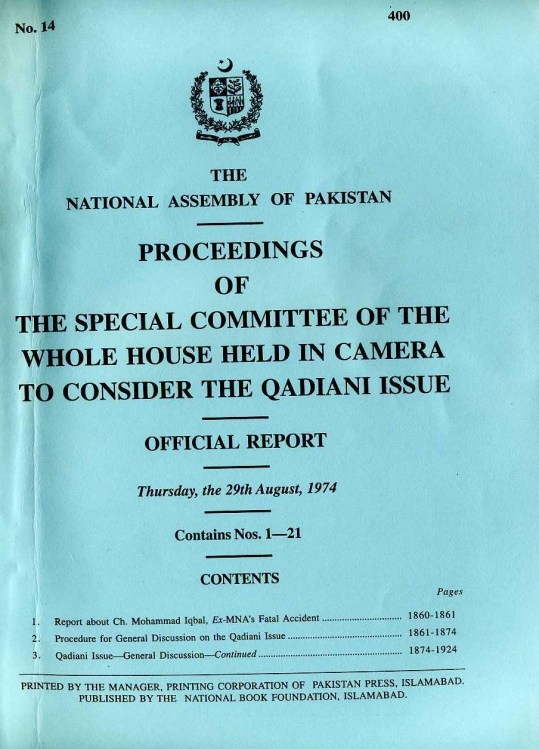 No. 14
400
THE
NATIONAL ASSEMBLY OF PAKISTAN
PROCEEDINGS
OF
THE SPECIAL COMMITTEE OF THE
WHOLE HOUSE HELD IN CAMERA
TO CONSIDER THE QADIANI ISSUE
OFFICIAL REPORT
Thursday, the 29th August, 1974
Contains Nos. 1—21
CONTENTS
Pages
1. Report about Ch. Mohammad Iqbal, Ex-MNA's Fatal Accident ........................... 1860-1861
2. Procedure for General Discussion on the Qadiani Issue ...................................... 1861-1874
3. Qadiani Issue—General Discussion—Continued ................................................ 1874-1924
PRINTED BY THE MANAGER, PRINTING CORPORATION OF PAKISTAN PRESS, ISLAMABAD.
PUBLISHED BY THE NATIONAL BOOK FOUNDATION, ISLAMABAD.